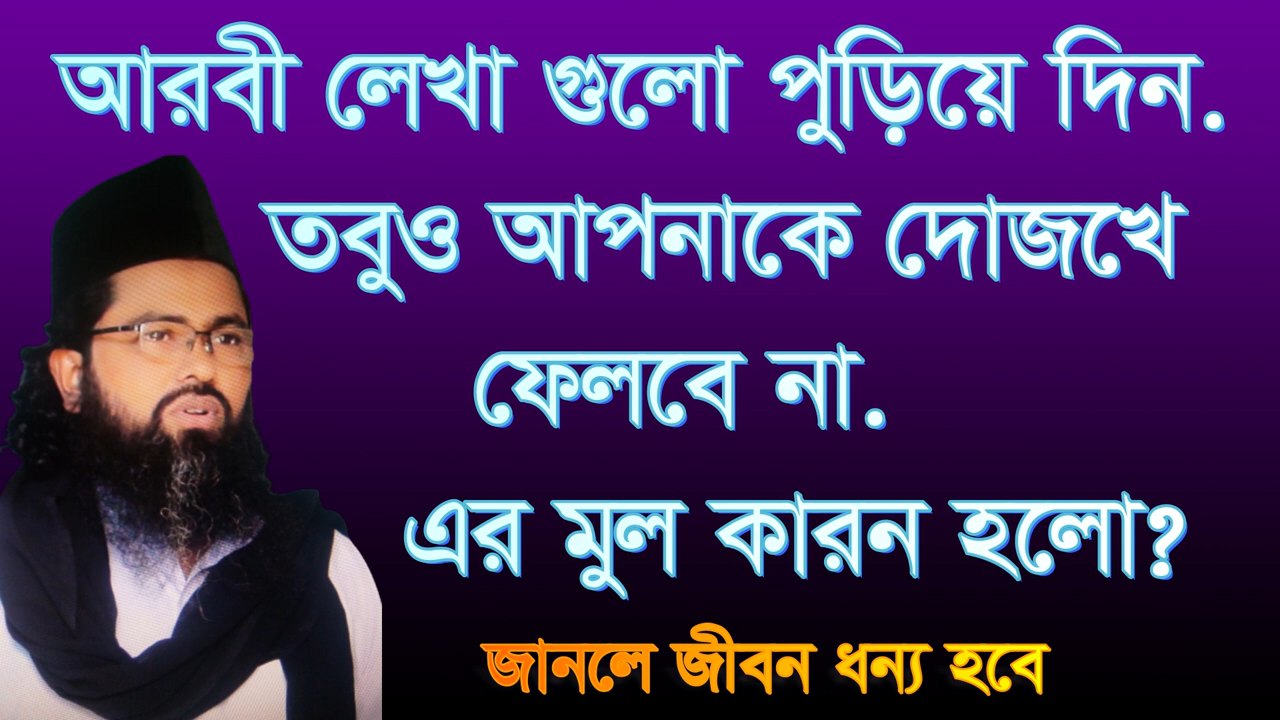 আরবী লেখা গুলো পুড়িয়ে দিন.
তবুও আপনাকে দোজখে
ফেলবে না.
এর মুল কারন হলো?
জানলে জীবন ধন্য হবে